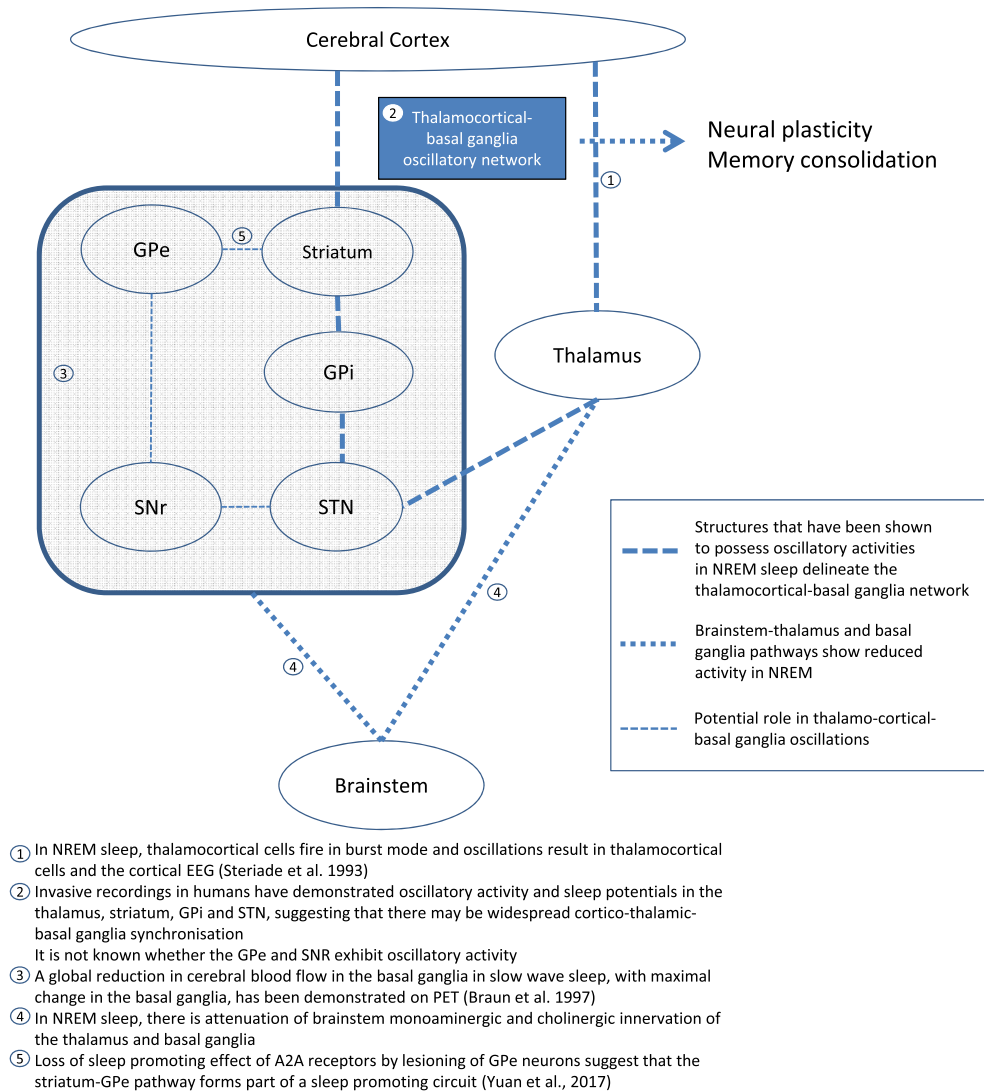 Cerebral Cortex
2
Thalamocortical-
basal ganglia
oscillatory network
Neural plasticity
Memory consolidation
1
GPe
5
Striatum
3
GPi
Thalamus
SNr
STN
4
4
Brainstem
Structures that have been shown
to possess oscillatory activities
in NREM sleep delineate the
thalamocortical-basal ganglia network
Brainstem-thalamus and basal
ganglia pathways show reduced
activity in NREM
Potential role in thalamo-cortical-
basal ganglia oscillations
1 In NREM sleep, thalamocortical cells fire in burst mode and oscillations result in thalamocortical
cells and the cortical EEG (Steriade et al. 1993)
2 Invasive recordings in humans have demonstrated oscillatory activity and sleep potentials in the
thalamus, striatum, GPi and STN, suggesting that there may be widespread cortico-thalamic-
basal ganglia synchronisation
It is not known whether the GPe and SNR exhibit oscillatory activity
3 A global reduction in cerebral blood flow in the basal ganglia in slow wave sleep, with maximal
change in the basal ganglia, has been demonstrated on PET (Braun et al. 1997)
4 In NREM sleep, there is attenuation of brainstem monoaminergic and cholinergic innervation of
the thalamus and basal ganglia
5 Loss of sleep promoting effect of A2A receptors by lesioning of GPe neurons suggest that the
striatum-GPe pathway forms part of a sleep promoting circuit (Yuan et al., 2017)